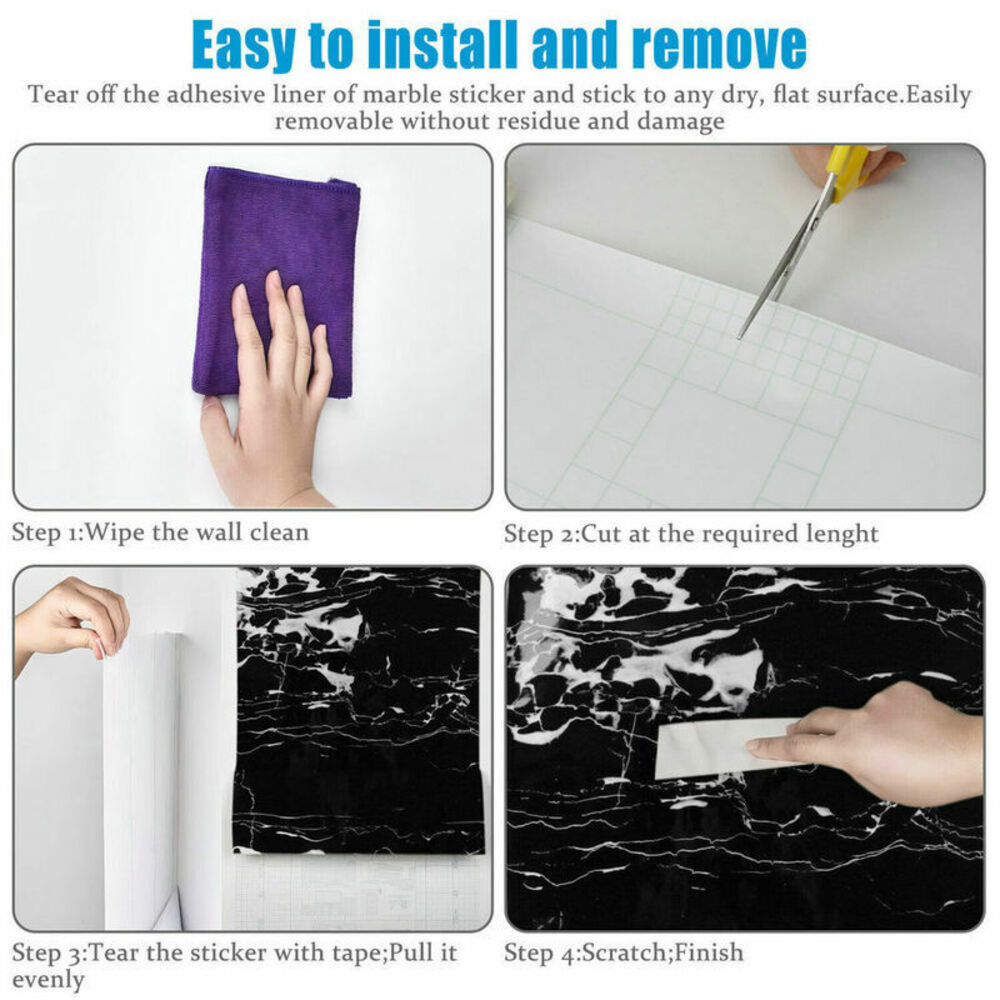 Easy to install and remove
Tear off the adhesive liner of marble sticker and stick to any dry, flat surface.Easily
removable without residue and damage
Step 1:Wipe the wall clean
Step 2:Cut at the required lenght
Step 3:Tear the sticker with tape;Pull it
evenly
Step 4:Scratch;Finish